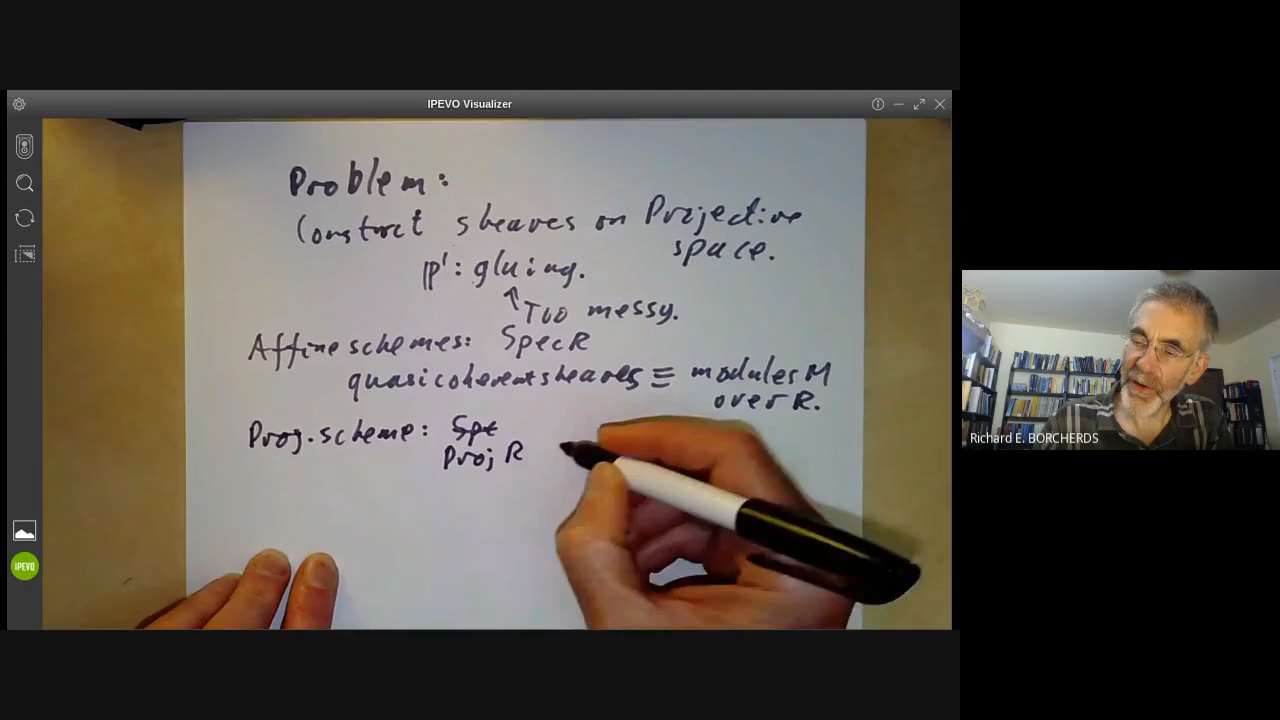 IPEVO Visualizer
Problem:
Construct sheaves on Projective
space.
P¹: gluing.
↑ Too messy.
Affine schemes: Spec R
quasicoherent sheaves ≡ modules M
over R.
Proj. scheme: Spe
Proj R
IPEVO
Richard E. BORCHERDS